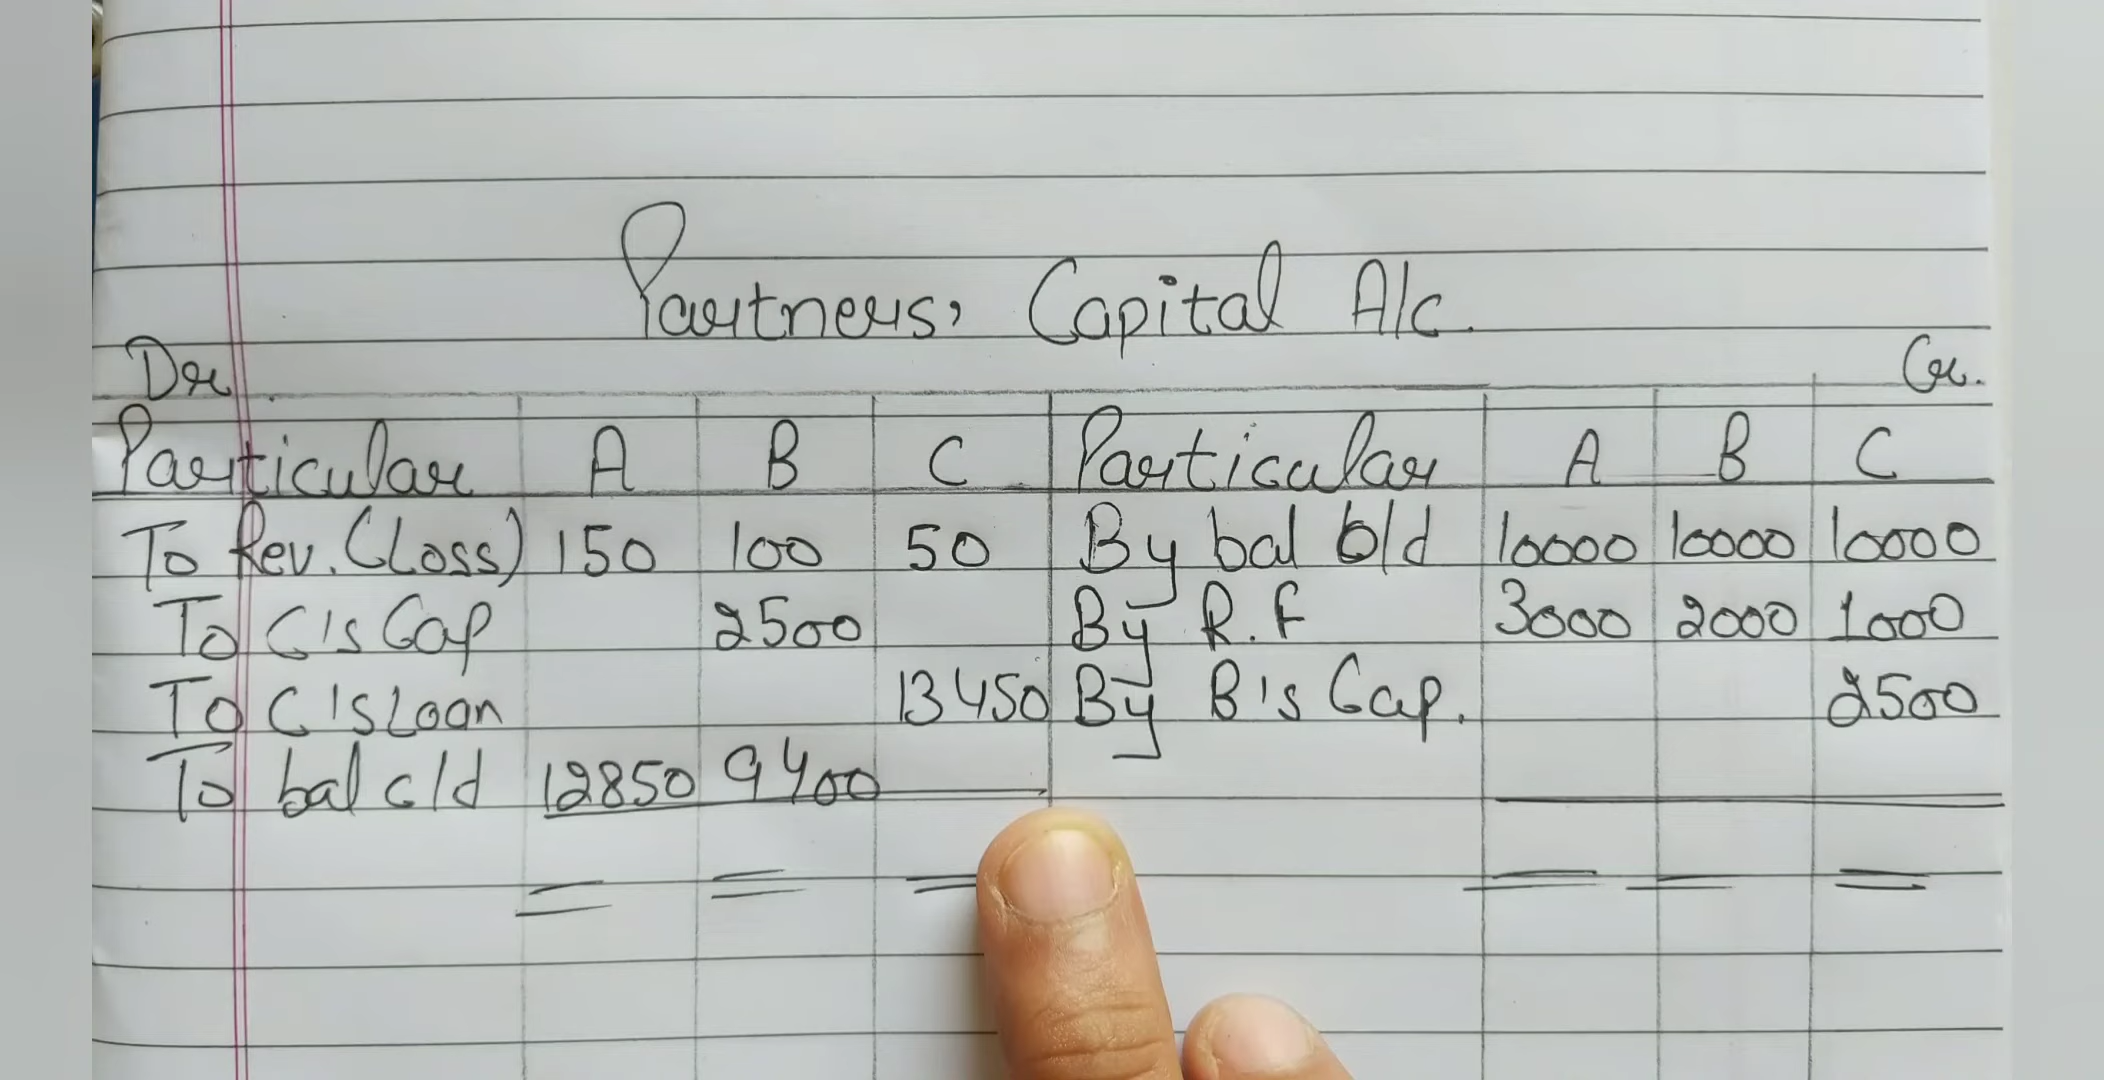 Partners' Capital A/c.
Dr. Cr.
Particular A B C Particular A B C
To Rev. (Loss) 150 100 50 By bal b/d 10000 10000 10000
To C's Cap 2500 By R.F 3000 2000 1000
To C's Loan 13450 By B's Cap. 2500
To bal c/d 12850 9400